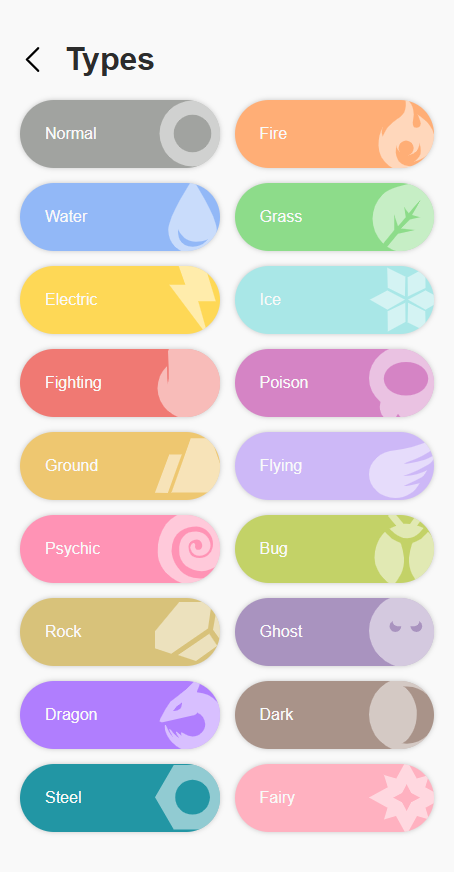 Types
Normal
Fire
Water
Grass
Electric
Ice
Fighting
Poison
Ground
Flying
Psychic
Bug
Rock
Ghost
Dragon
Dark
Steel
Fairy